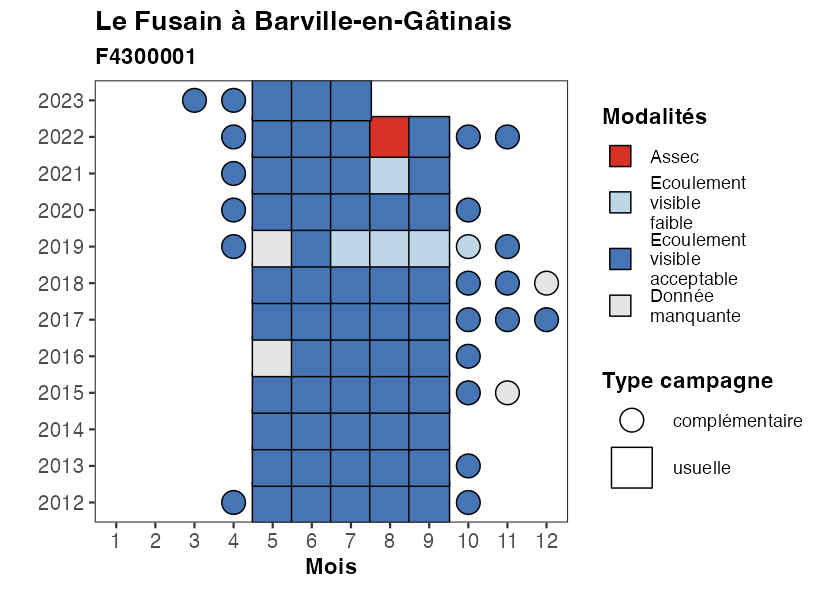 Le Fusain à Barville-en-Gâtinais
F4300001
2023
2022
2021
2020
2019
2018
2017
2016
2015
2014
2013
2012
1 2 3 4 5 6 7 8 9 10 11 12
Mois
Modalités
Assec
Ecoulement
visible
faible
Ecoulement
visible
acceptable
Donnée
manquante
Type campagne
complémentaire
usuelle